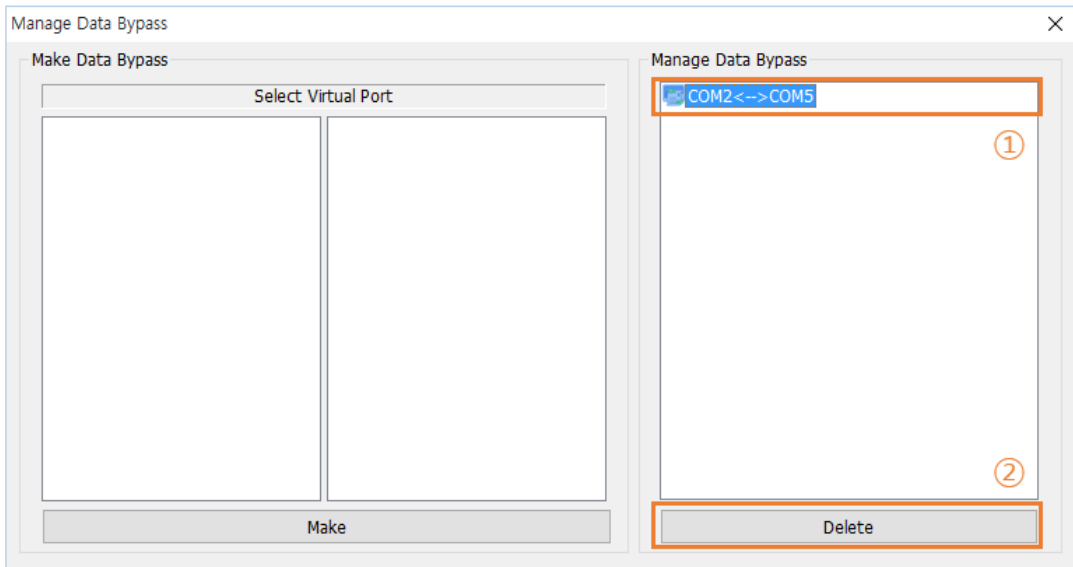 Manage Data Bypass
Make Data Bypass
Select Virtual Port
Make
Manage Data Bypass
COM2<-->COM5
①
②
Delete